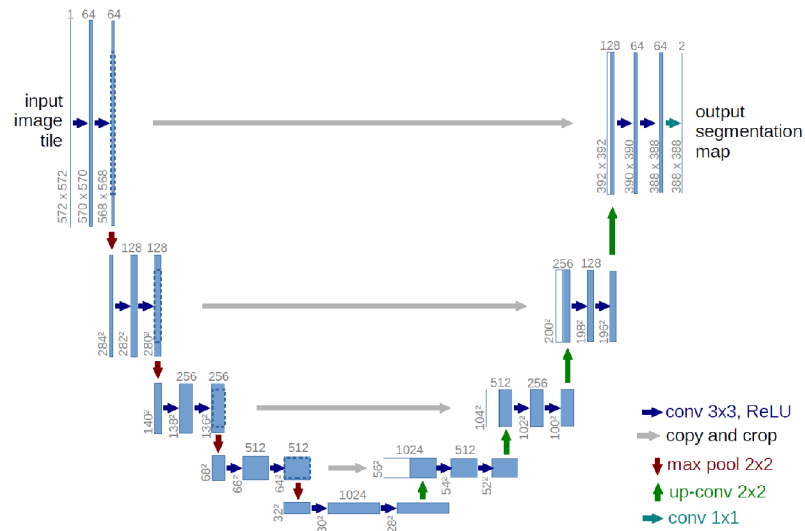 1 64 64
input
image
tile
572 x 572
570 x 570
568 x 568
128 128
284²
282²
280²
256 256
140²
138²
136²
512 512
68²
66²
64²
1024
32²
30²
28²
1024 512
56²
54²
52²
512 256
104²
102²
100²
256 128
200²
198²
196²
128 64 64 2
392 x 392
390 x 390
388 x 388
388 x 388
output
segmentation
map
conv 3x3, ReLU
copy and crop
max pool 2x2
up-conv 2x2
conv 1x1